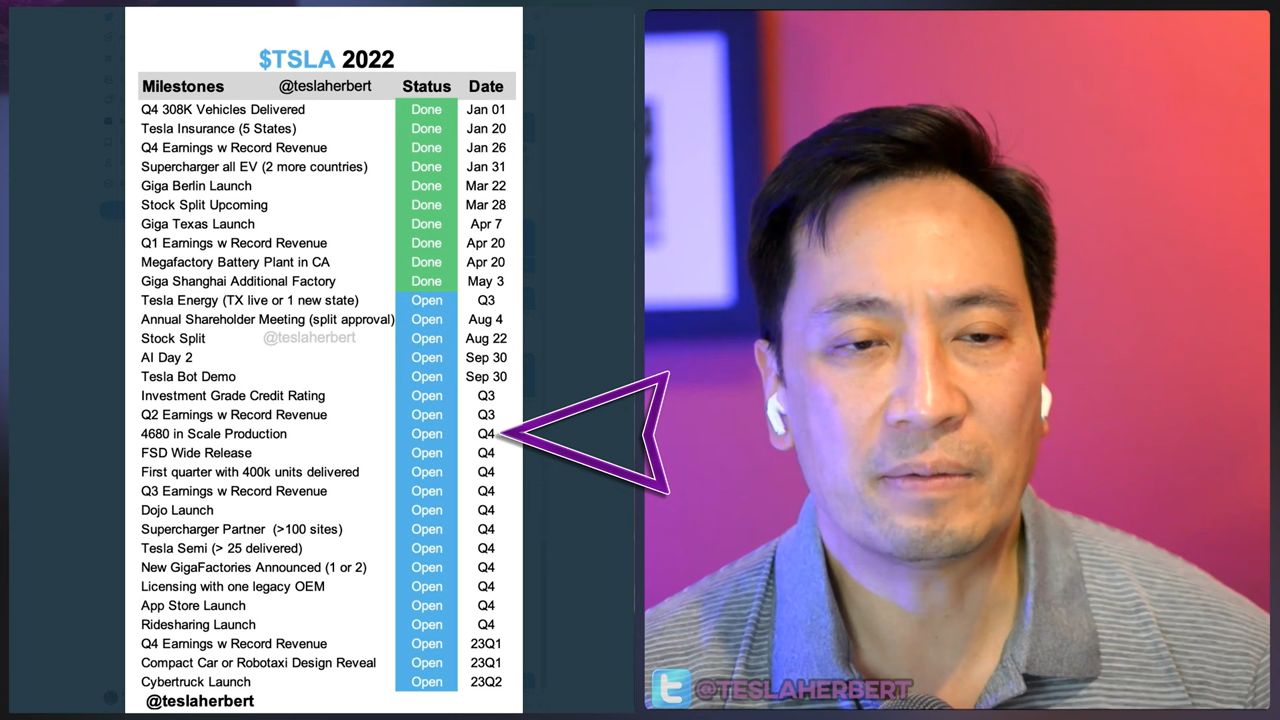 $TSLA 2022
Milestones @teslaherbert Status Date
Q4 308K Vehicles Delivered Done Jan 01
Tesla Insurance (5 States) Done Jan 20
Q4 Earnings w Record Revenue Done Jan 26
Supercharger all EV (2 more countries) Done Jan 31
Giga Berlin Launch Done Mar 22
Stock Split Upcoming Done Mar 28
Giga Texas Launch Done Apr 7
Q1 Earnings w Record Revenue Done Apr 20
Megafactory Battery Plant in CA Done Apr 20
Giga Shanghai Additional Factory Done May 3
Tesla Energy (TX live or 1 new state) Open Q3
Annual Shareholder Meeting (split approval) Open Aug 4
Stock Split @teslaherbert Open Aug 22
AI Day 2 Open Sep 30
Tesla Bot Demo Open Sep 30
Investment Grade Credit Rating Open Q3
Q2 Earnings w Record Revenue Open Q3
4680 in Scale Production Open Q4
FSD Wide Release Open Q4
First quarter with 400k units delivered Open Q4
Q3 Earnings w Record Revenue Open Q4
Dojo Launch Open Q4
Supercharger Partner (>100 sites) Open Q4
Tesla Semi (> 25 delivered) Open Q4
New GigaFactories Announced (1 or 2) Open Q4
Licensing with one legacy OEM Open Q4
App Store Launch Open Q4
Ridesharing Launch Open Q4
Q4 Earnings w Record Revenue Open 23Q1
Compact Car or Robotaxi Design Reveal Open 23Q1
Cybertruck Launch Open 23Q2
@teslaherbert
@TESLAHERBERT